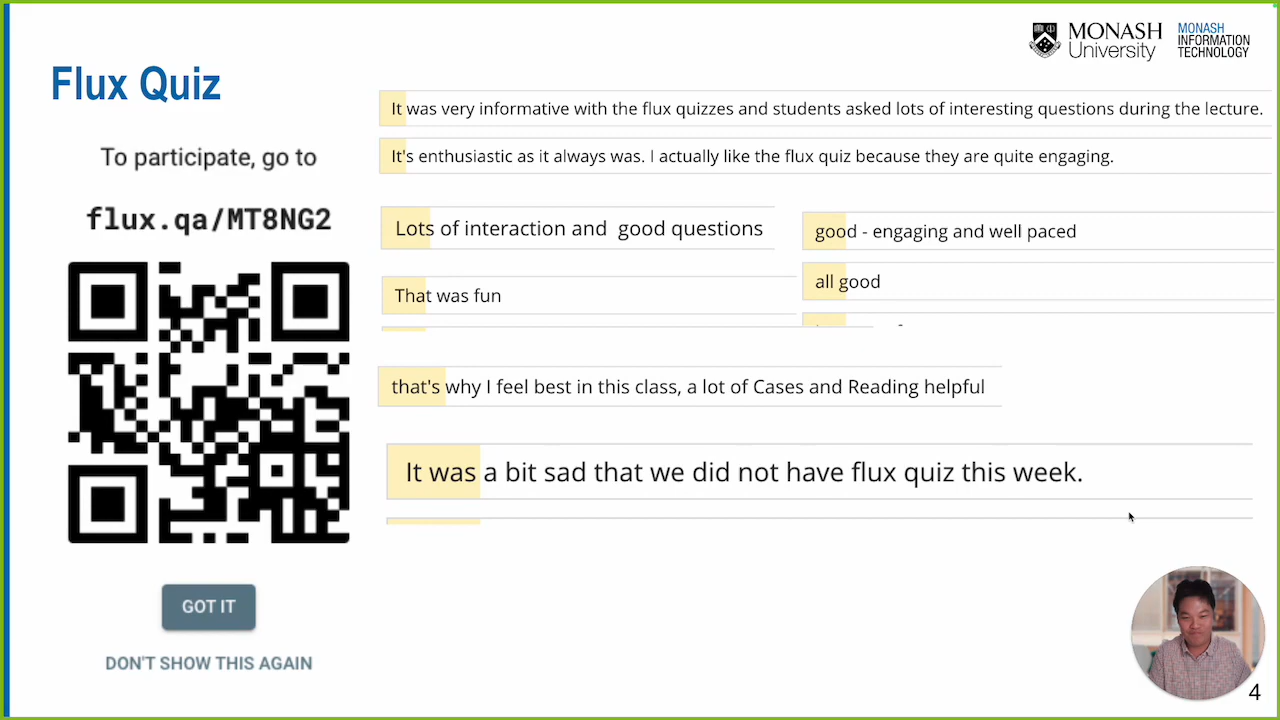 MONASH
University
MONASH
INFORMATION
TECHNOLOGY
Flux Quiz
To participate, go to
flux.qa/MT8NG2
GOT IT
DON'T SHOW THIS AGAIN
It was very informative with the flux quizzes and students asked lots of interesting questions during the lecture.
It's enthusiastic as it always was. I actually like the flux quiz because they are quite engaging.
Lots of interaction and good questions
good - engaging and well paced
That was fun
all good
that's why I feel best in this class, a lot of Cases and Reading helpful
It was a bit sad that we did not have flux quiz this week.
4